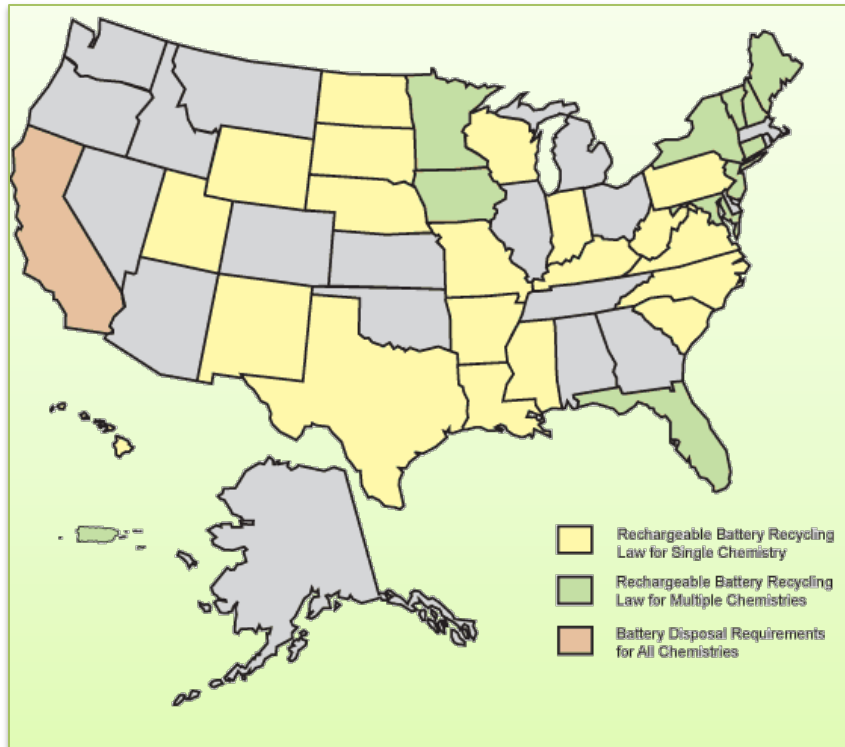 Rechargeable Battery Recycling
Law for Single Chemistry
Rechargeable Battery Recycling
Law for Multiple Chemistries
Battery Disposal Requirements
for All Chemistries